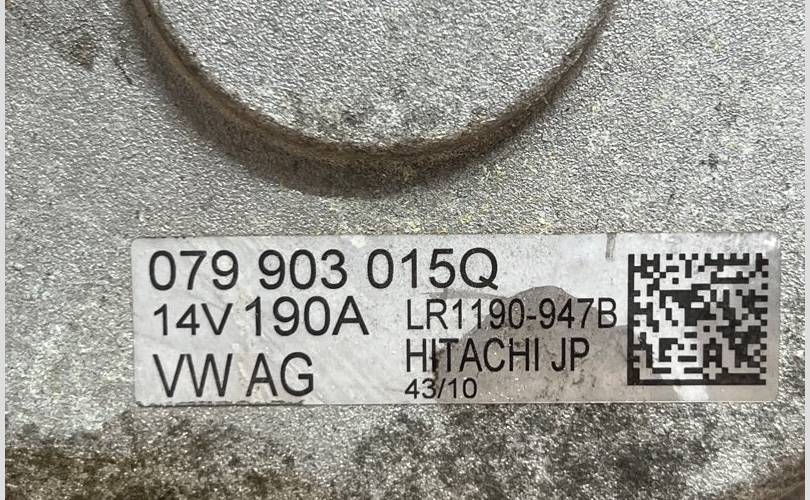 079 903 015Q
14V 190A LR1190-947B
VW AG HITACHI JP
43/10